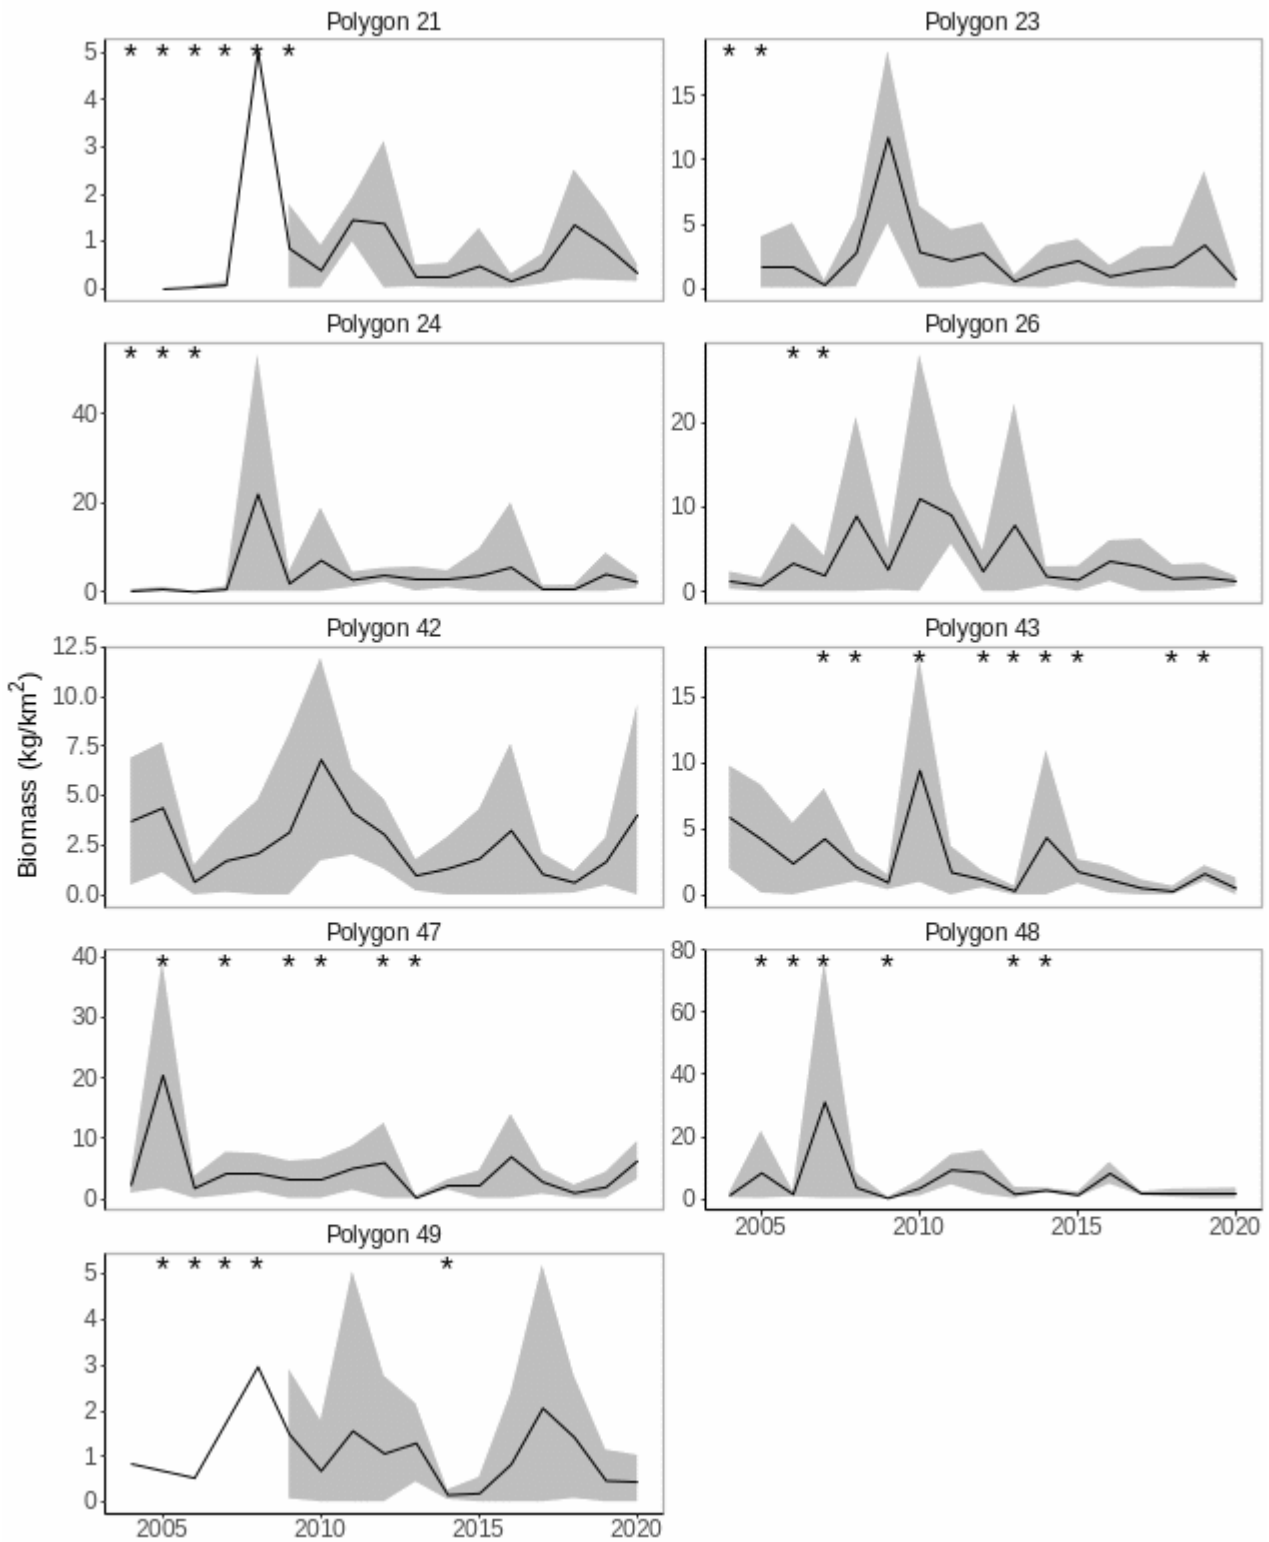 Polygon 21
* * * * * *
5
4
3
2
1
0
Polygon 23
* *
15
10
5
0
Polygon 24
* * *
40
20
0
Polygon 26
* *
20
10
0
Biomass (kg/km²)
Polygon 42
12.5
10.0
7.5
5.0
2.5
0.0
Polygon 43
* * * * * * * * *
15
10
5
0
Polygon 47
* * * * * *
40
30
20
10
0
Polygon 48
* * * * * *
80
60
40
20
0
2005 2010 2015 2020
Polygon 49
* * * * *
5
4
3
2
1
0
2005 2010 2015 2020